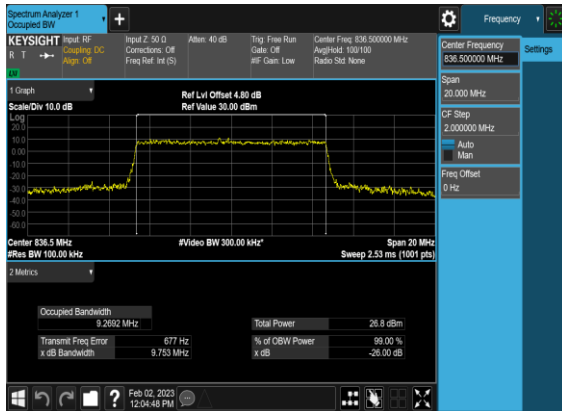 Spectrum Analyzer 1
Occupied BW
+
Frequency
KEYSIGHT
Input: RF
Coupling: DC
Align: Off
Input Z: 50 Ω
Corrections: Off
Freq Ref: Int (S)
Atten: 40 dB
Trig: Free Run
Gate: Off
#IF Gain: Low
Center Freq: 836.500000 MHz
Avg|Hold: 100/100
Radio Std: None
R T
LXI
Center Frequency
836.500000 MHz
Settings
Span
20.000 MHz
CF Step
2.000000 MHz
Auto
Man
Freq Offset
0 Hz
1 Graph
Scale/Div 10.0 dB
Ref Lvl Offset 4.80 dB
Ref Value 30.00 dBm
Log
20.0
10.0
0.00
-10.0
-20.0
-30.0
-40.0
-50.0
-60.0
Center 836.5 MHz
#Res BW 100.00 kHz
#Video BW 300.00 kHz*
Span 20 MHz
Sweep 2.53 ms (1001 pts)
2 Metrics
Occupied Bandwidth
9.2692 MHz
Total Power 26.8 dBm
Transmit Freq Error 677 Hz
% of OBW Power 99.00 %
x dB Bandwidth 9.753 MHz
x dB -26.00 dB
?
Feb 02, 2023
12:04:48 PM